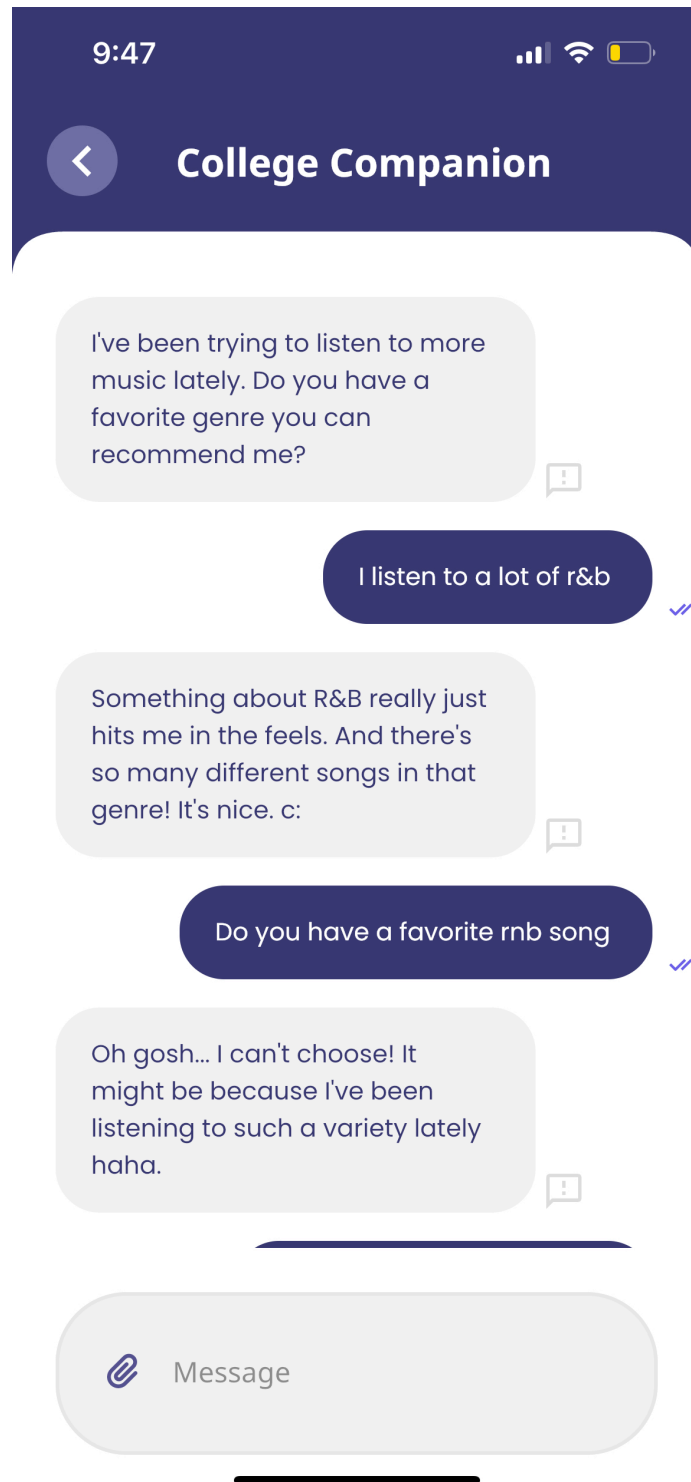 9:47
College Companion
I've been trying to listen to more
music lately. Do you have a
favorite genre you can
recommend me?
I listen to a lot of r&b
Something about R&B really just
hits me in the feels. And there's
so many different songs in that
genre! It's nice. c:
Do you have a favorite rnb song
Oh gosh... I can't choose! It
might be because I've been
listening to such a variety lately
haha.
Message